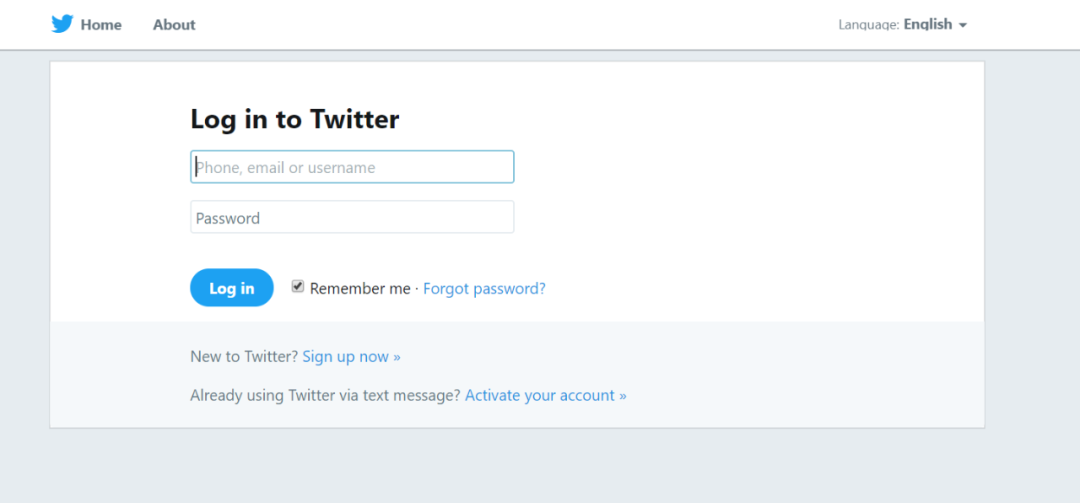 Home About Language: English
Log in to Twitter
Phone, email or username
Password
Log in Remember me · Forgot password?
New to Twitter? Sign up now »
Already using Twitter via text message? Activate your account »